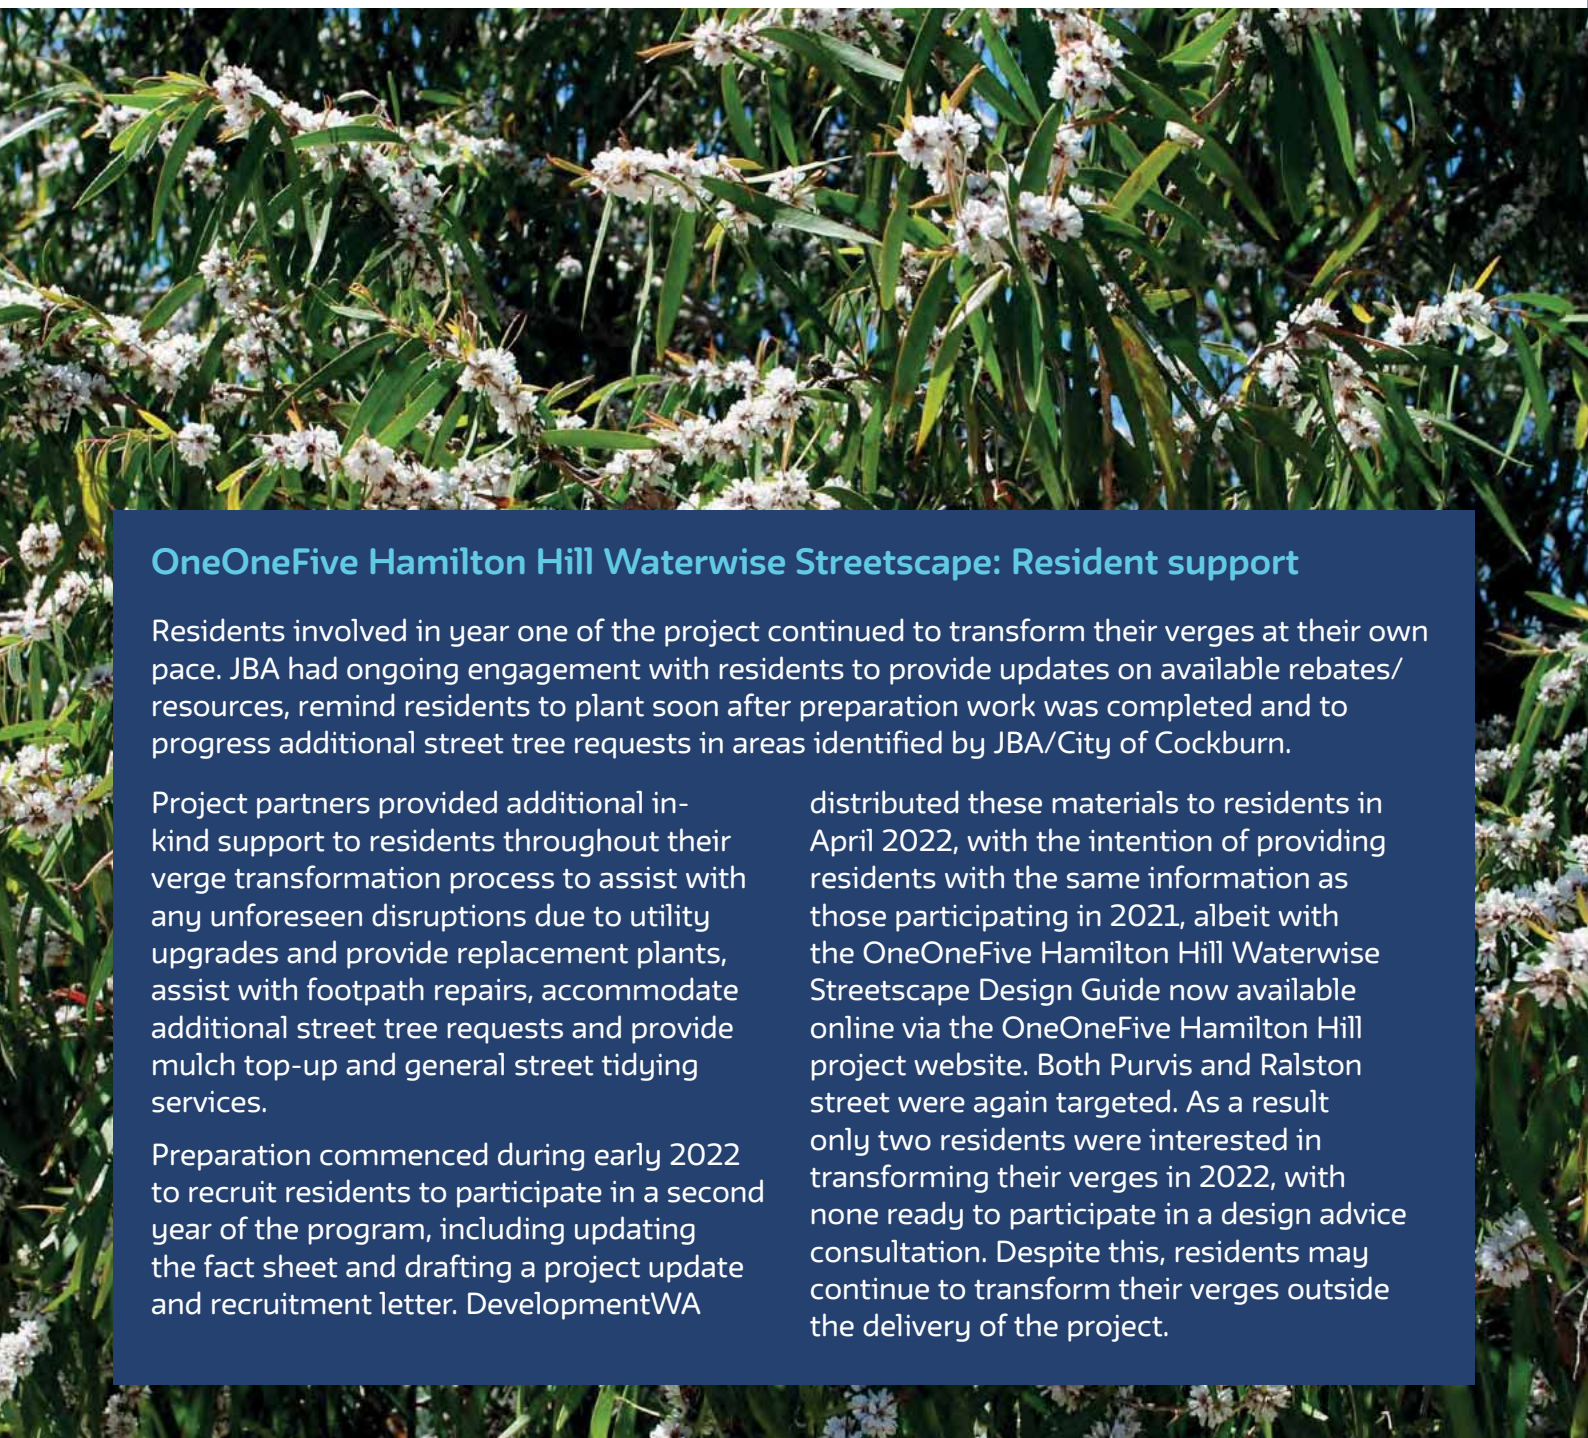 OneOneFive Hamilton Hill Waterwise Streetscape: Resident support
Residents involved in year one of the project continued to transform their verges at their own
pace. JBA had ongoing engagement with residents to provide updates on available rebates/
resources, remind residents to plant soon after preparation work was completed and to
progress additional street tree requests in areas identified by JBA/City of Cockburn.
Project partners provided additional in-
kind support to residents throughout their
verge transformation process to assist with
any unforeseen disruptions due to utility
upgrades and provide replacement plants,
assist with footpath repairs, accommodate
additional street tree requests and provide
mulch top-up and general street tidying
services.
Preparation commenced during early 2022
to recruit residents to participate in a second
year of the program, including updating
the fact sheet and drafting a project update
and recruitment letter. DevelopmentWA
distributed these materials to residents in
April 2022, with the intention of providing
residents with the same information as
those participating in 2021, albeit with
the OneOneFive Hamilton Hill Waterwise
Streetscape Design Guide now available
online via the OneOneFive Hamilton Hill
project website. Both Purvis and Ralston
street were again targeted. As a result
only two residents were interested in
transforming their verges in 2022, with
none ready to participate in a design advice
consultation. Despite this, residents may
continue to transform their verges outside
the delivery of the project.